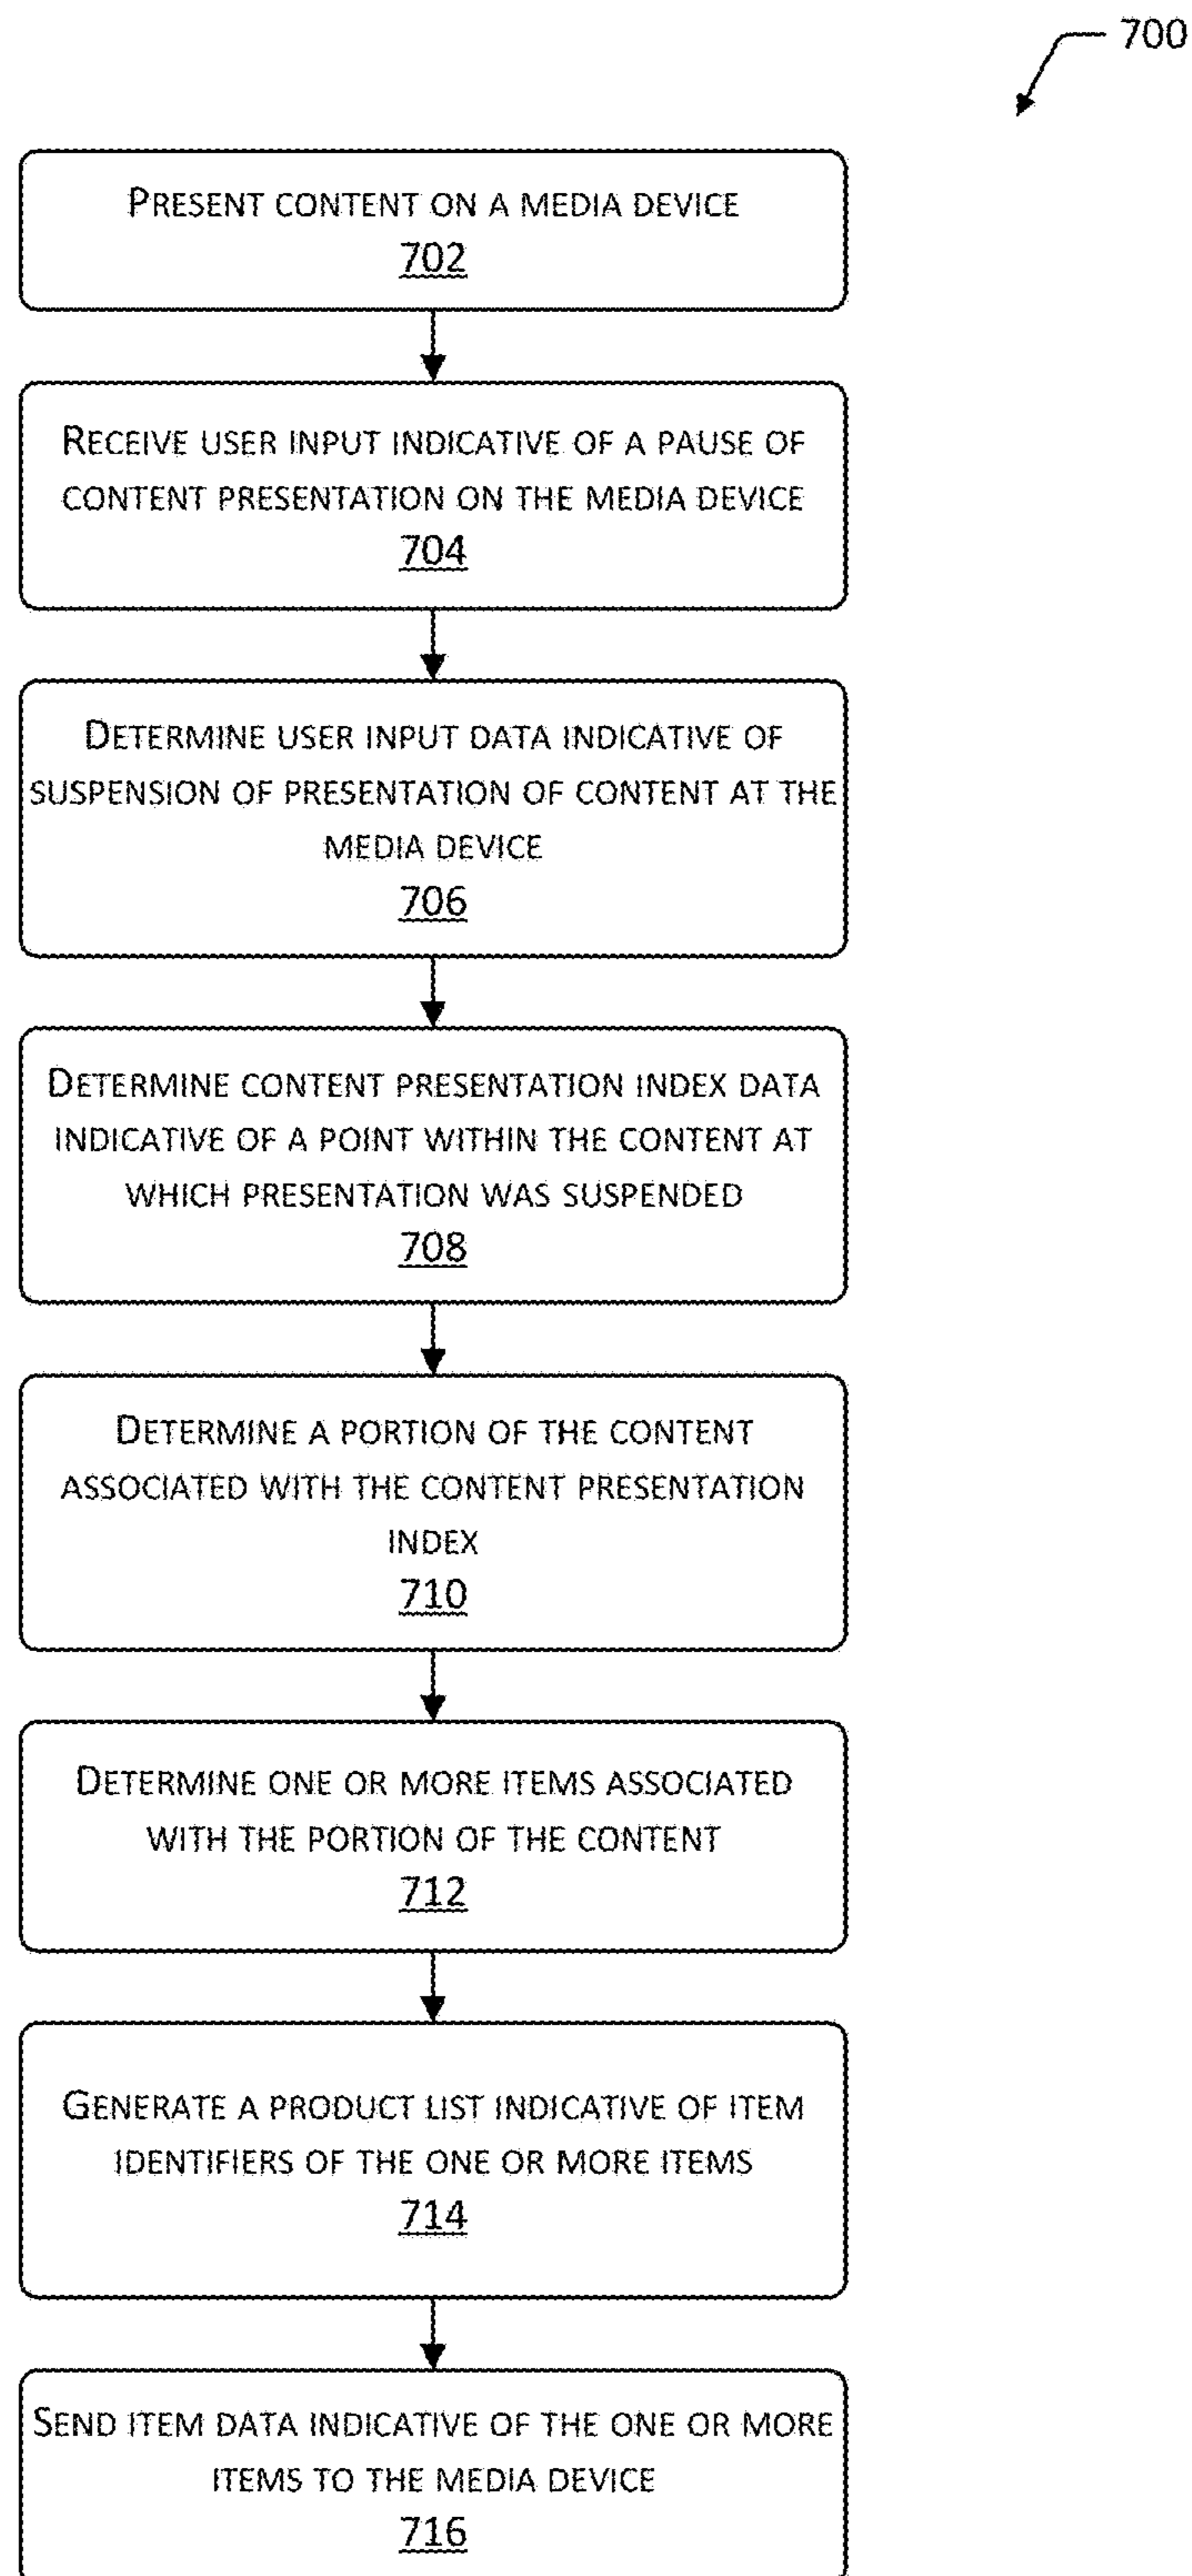 700
PRESENT CONTENT ON A MEDIA DEVICE
702
RECEIVE USER INPUT INDICATIVE OF A PAUSE OF
CONTENT PRESENTATION ON THE MEDIA DEVICE
704
DETERMINE USER INPUT DATA INDICATIVE OF
SUSPENSION OF PRESENTATION OF CONTENT AT THE
MEDIA DEVICE
706
DETERMINE CONTENT PRESENTATION INDEX DATA
INDICATIVE OF A POINT WITHIN THE CONTENT AT
WHICH PRESENTATION WAS SUSPENDED
708
DETERMINE A PORTION OF THE CONTENT
ASSOCIATED WITH THE CONTENT PRESENTATION
INDEX
710
DETERMINE ONE OR MORE ITEMS ASSOCIATED
WITH THE PORTION OF THE CONTENT
712
GENERATE A PRODUCT LIST INDICATIVE OF ITEM
IDENTIFIERS OF THE ONE OR MORE ITEMS
714
SEND ITEM DATA INDICATIVE OF THE ONE OR MORE
ITEMS TO THE MEDIA DEVICE
716